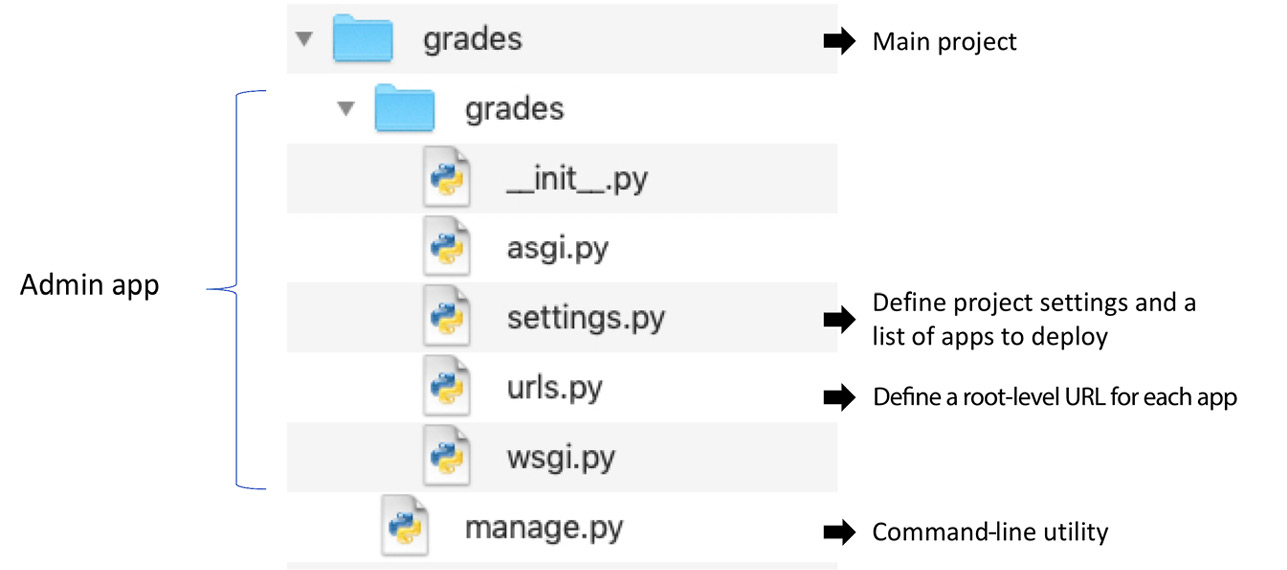 grades
Main project
grades
__init__.py
asgi.py
Admin app
settings.py
Define project settings and a
list of apps to deploy
urls.py
Define a root-level URL for each app
wsgi.py
manage.py
Command-line utility